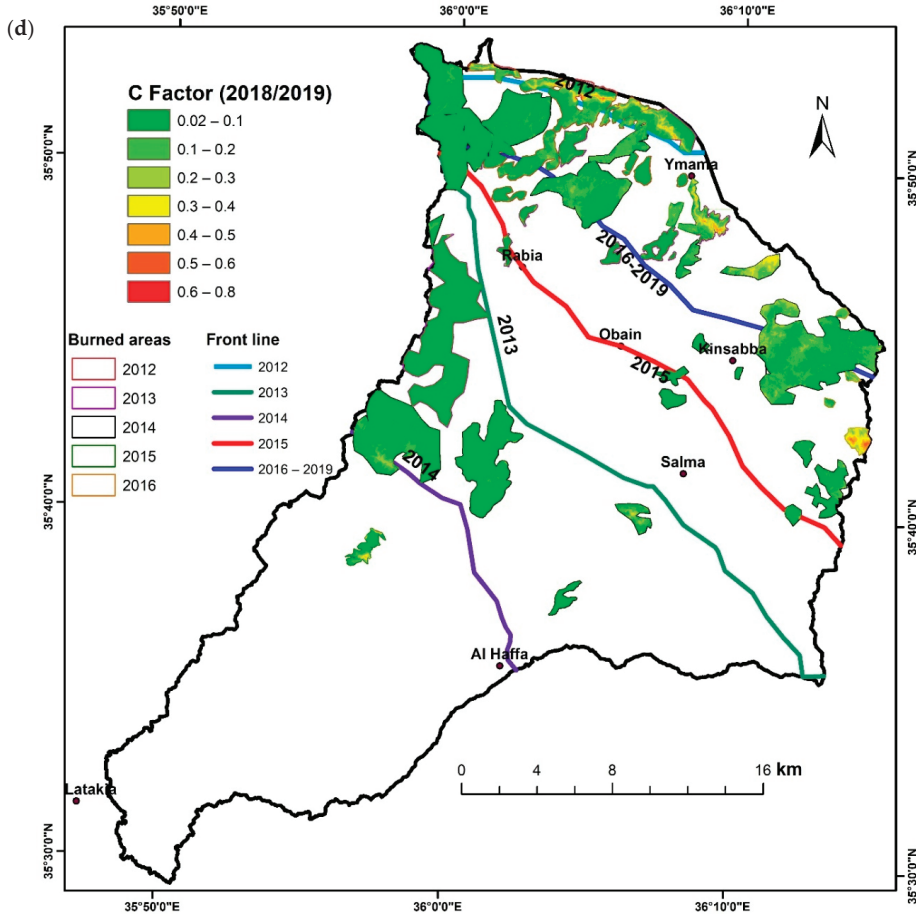 (d)
35°50'0"E
36°0'0"E
36°10'0"E
C Factor (2018/2019)
0.02 – 0.1
0.1 – 0.2
0.2 – 0.3
0.3 – 0.4
0.4 – 0.5
0.5 – 0.6
0.6 – 0.8
Burned areas
2012
2013
2014
2015
2016
Front line
2012
2013
2014
2015
2016 – 2019
N
2012
Ymama
2016-2019
Rabia
2013
Obain
2015
Kinsabba
2014
Salma
Al Haffa
Latakia
0 4 8 16 km
35°50'0"N
35°40'0"N
35°30'0"N
35°50'0"N
35°40'0"N
35°30'0"N
35°50'0"E
36°0'0"E
36°10'0"E